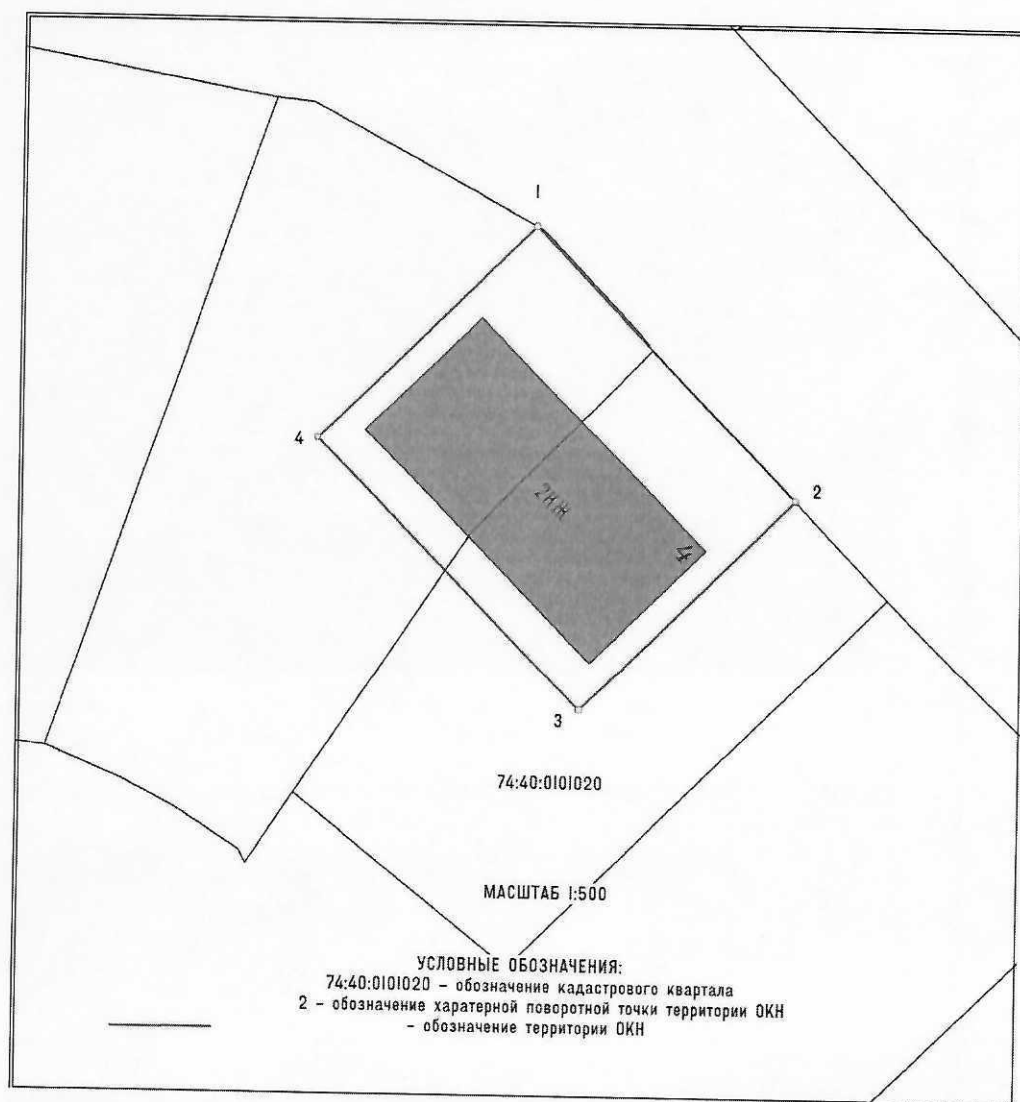 1
4
2КЖ
2
4
3
74:40:0101020
МАСШТАБ 1:500
УСЛОВНЫЕ ОБОЗНАЧЕНИЯ:
74:40:0101020 – обозначение кадастрового квартала
2 – обозначение харатерной поворотной точки территории ОКН
– обозначение территории ОКН